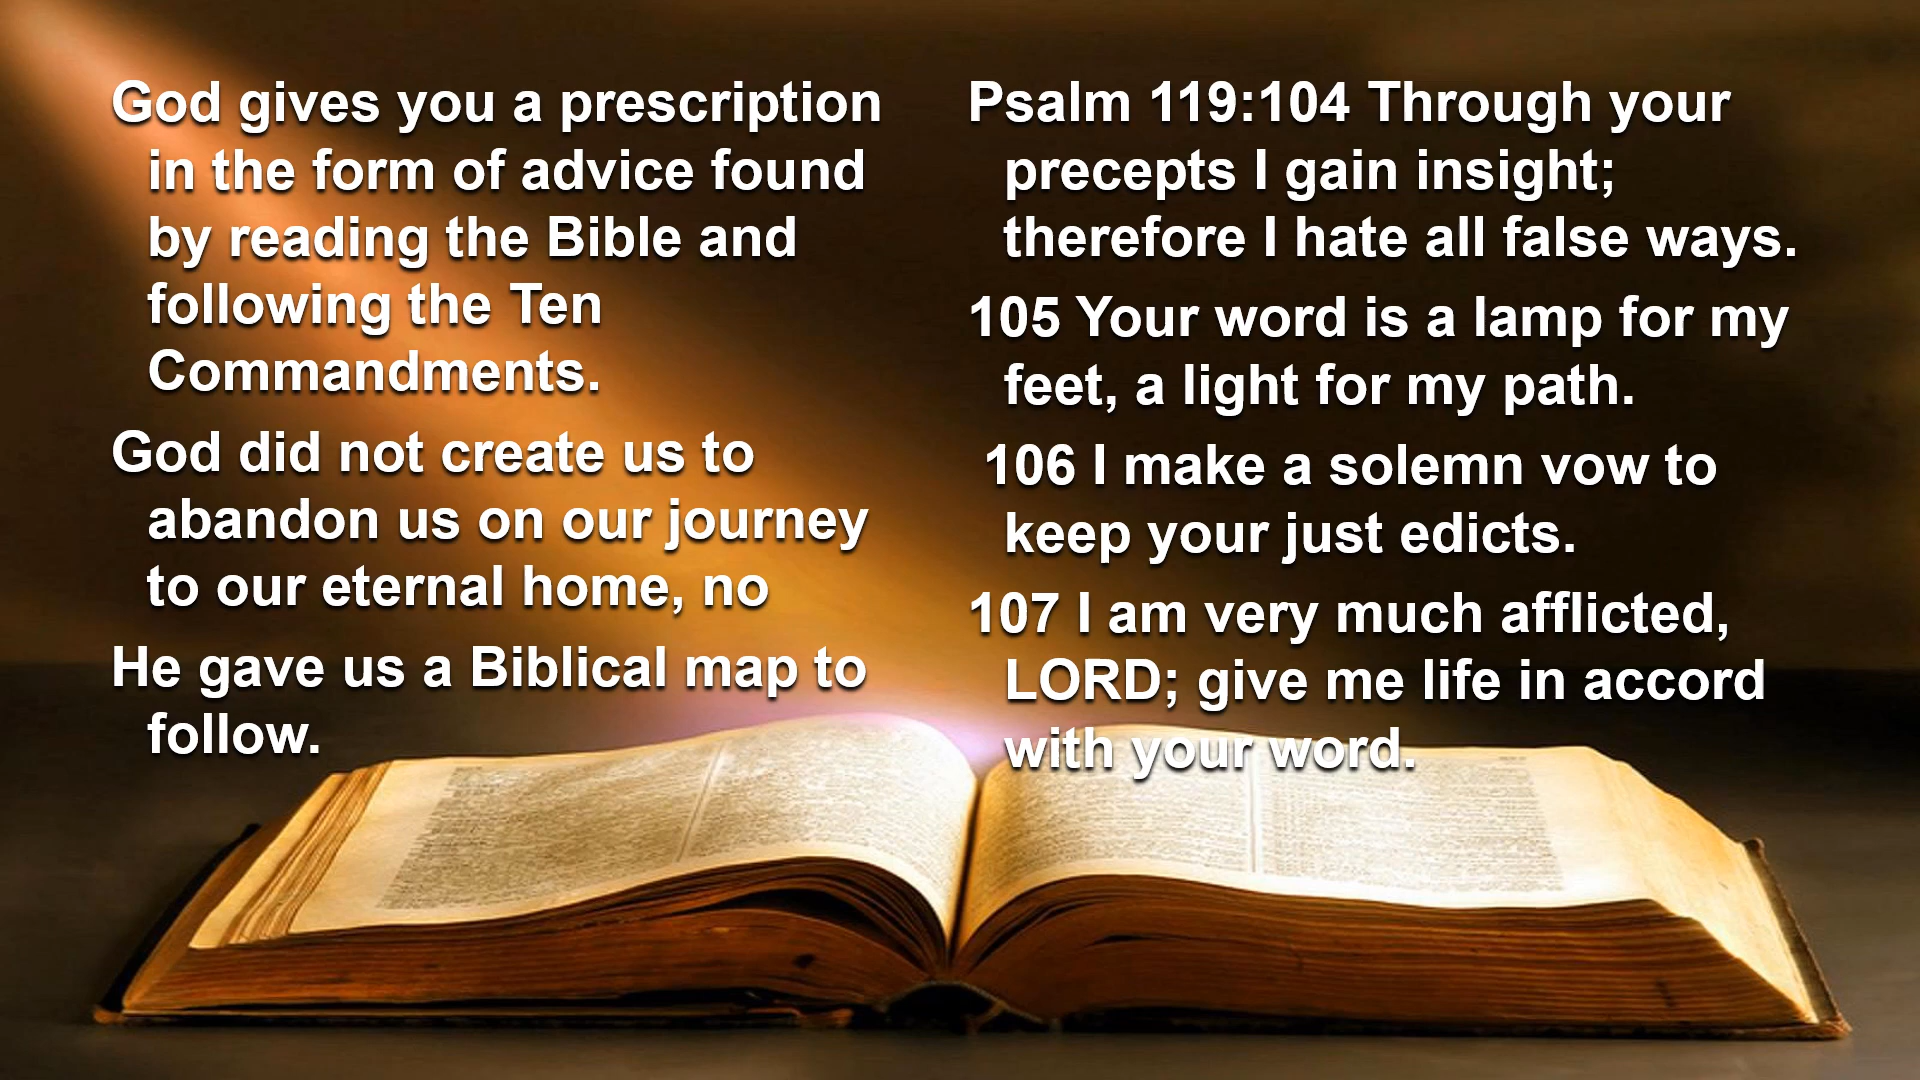 God gives you a prescription
in the form of advice found
by reading the Bible and
following the Ten
Commandments.
God did not create us to
abandon us on our journey
to our eternal home, no
He gave us a Biblical map to
follow.
Psalm 119:104 Through your
precepts I gain insight;
therefore I hate all false ways.
105 Your word is a lamp for my
feet, a light for my path.
106 I make a solemn vow to
keep your just edicts.
107 I am very much afflicted,
LORD; give me life in accord
with your word.